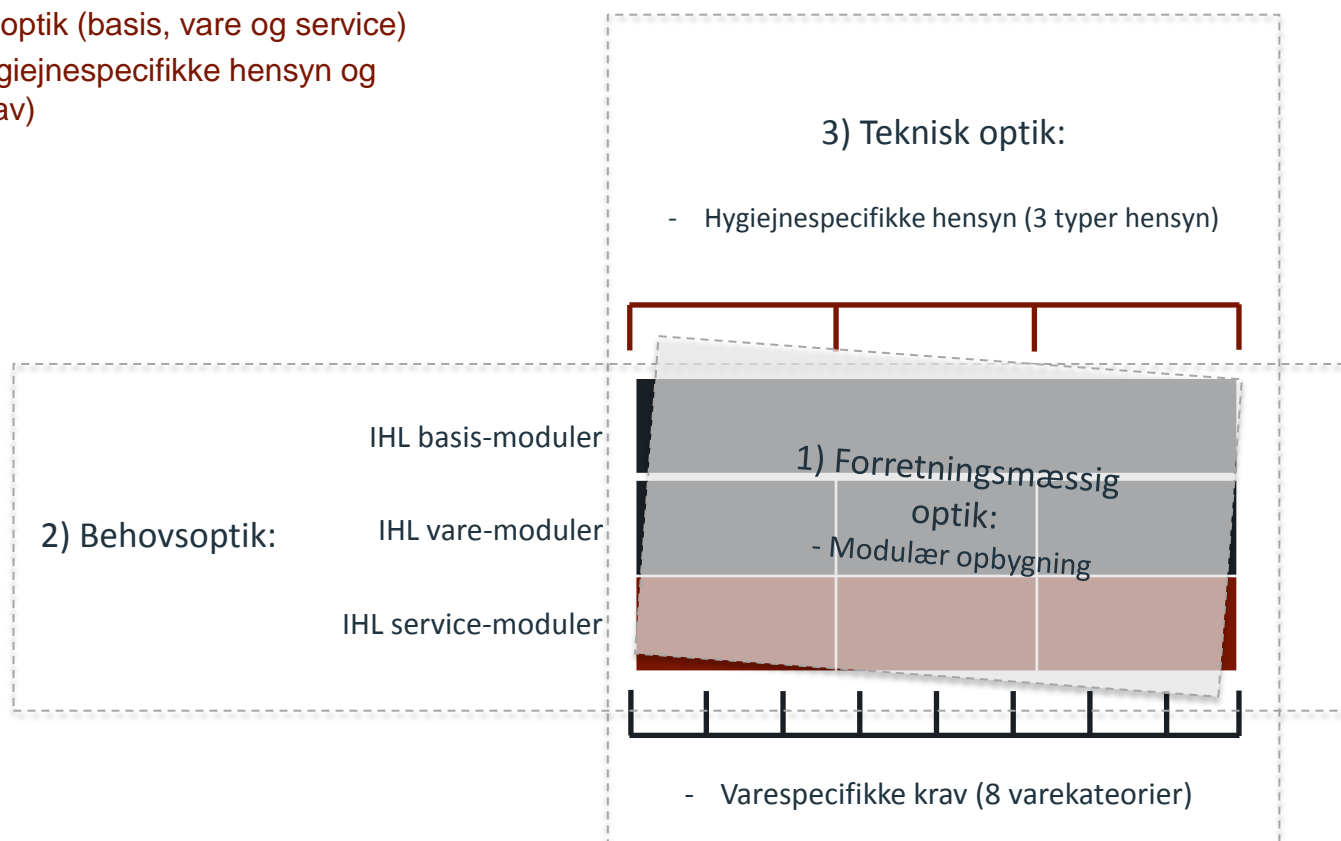 optik (basis, vare og service)
giejnespecifikke hensyn og
av)
3) Teknisk optik:
- Hygiejnespecifikke hensyn (3 typer hensyn)
IHL basis-moduler
1) Forretningsmæssig
optik:
- Modulær opbygning
2) Behovsoptik:
IHL vare-moduler
IHL service-moduler
- Varespecifikke krav (8 varekateorier)